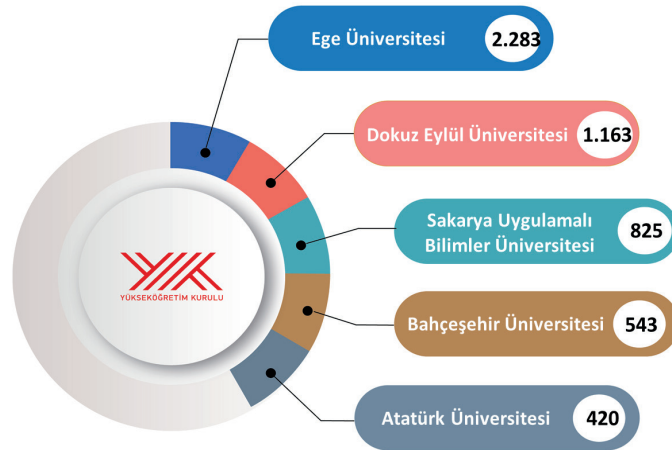 Ege Üniversitesi 2.283
Dokuz Eylül Üniversitesi 1.163
Sakarya Uygulamalı
Bilimler Üniversitesi 825
YÜKSEKÖĞRETİM KURULU
Bahçeşehir Üniversitesi 543
Atatürk Üniversitesi 420